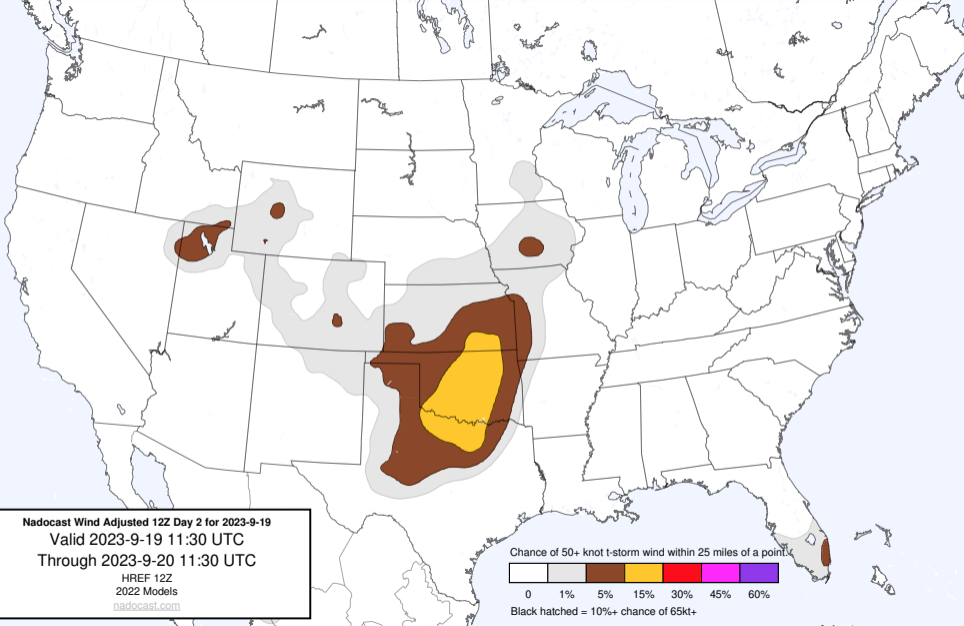 Nadocast Wind Adjusted 12Z Day 2 for 2023-9-19
Valid 2023-9-19 11:30 UTC
Through 2023-9-20 11:30 UTC
HREF 12Z
2022 Models
nadocast.com
Chance of 50+ knot t-storm wind within 25 miles of a point.
0 1% 5% 15% 30% 45% 60%
Black hatched = 10%+ chance of 65kt+